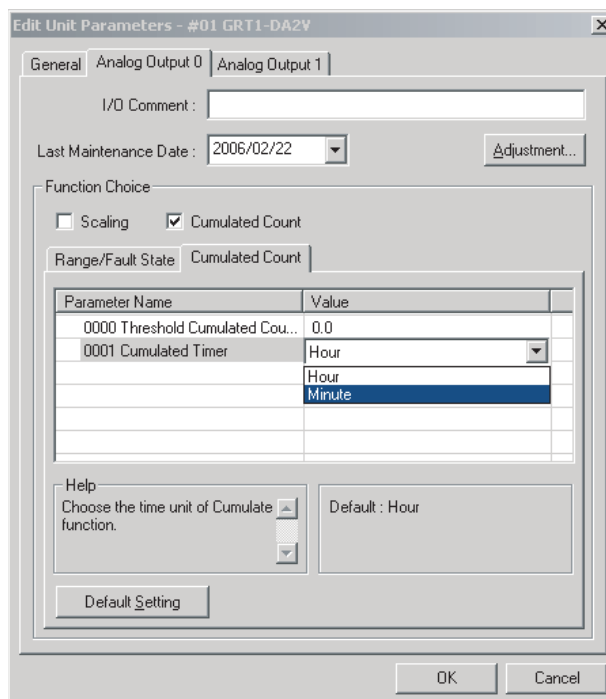 Edit Unit Parameters - #01 GRT1-DA2V
General Analog Output 0 Analog Output 1
I/O Comment :
Last Maintenance Date : 2006/02/22 Adjustment...
Function Choice
Scaling Cumulated Count
Range/Fault State Cumulated Count
Parameter Name Value
0000 Threshold Cumulated Cou... 0.0
0001 Cumulated Timer Hour
Hour
Minute
Help
Choose the time unit of Cumulate Default : Hour
function.
Default Setting
OK Cancel